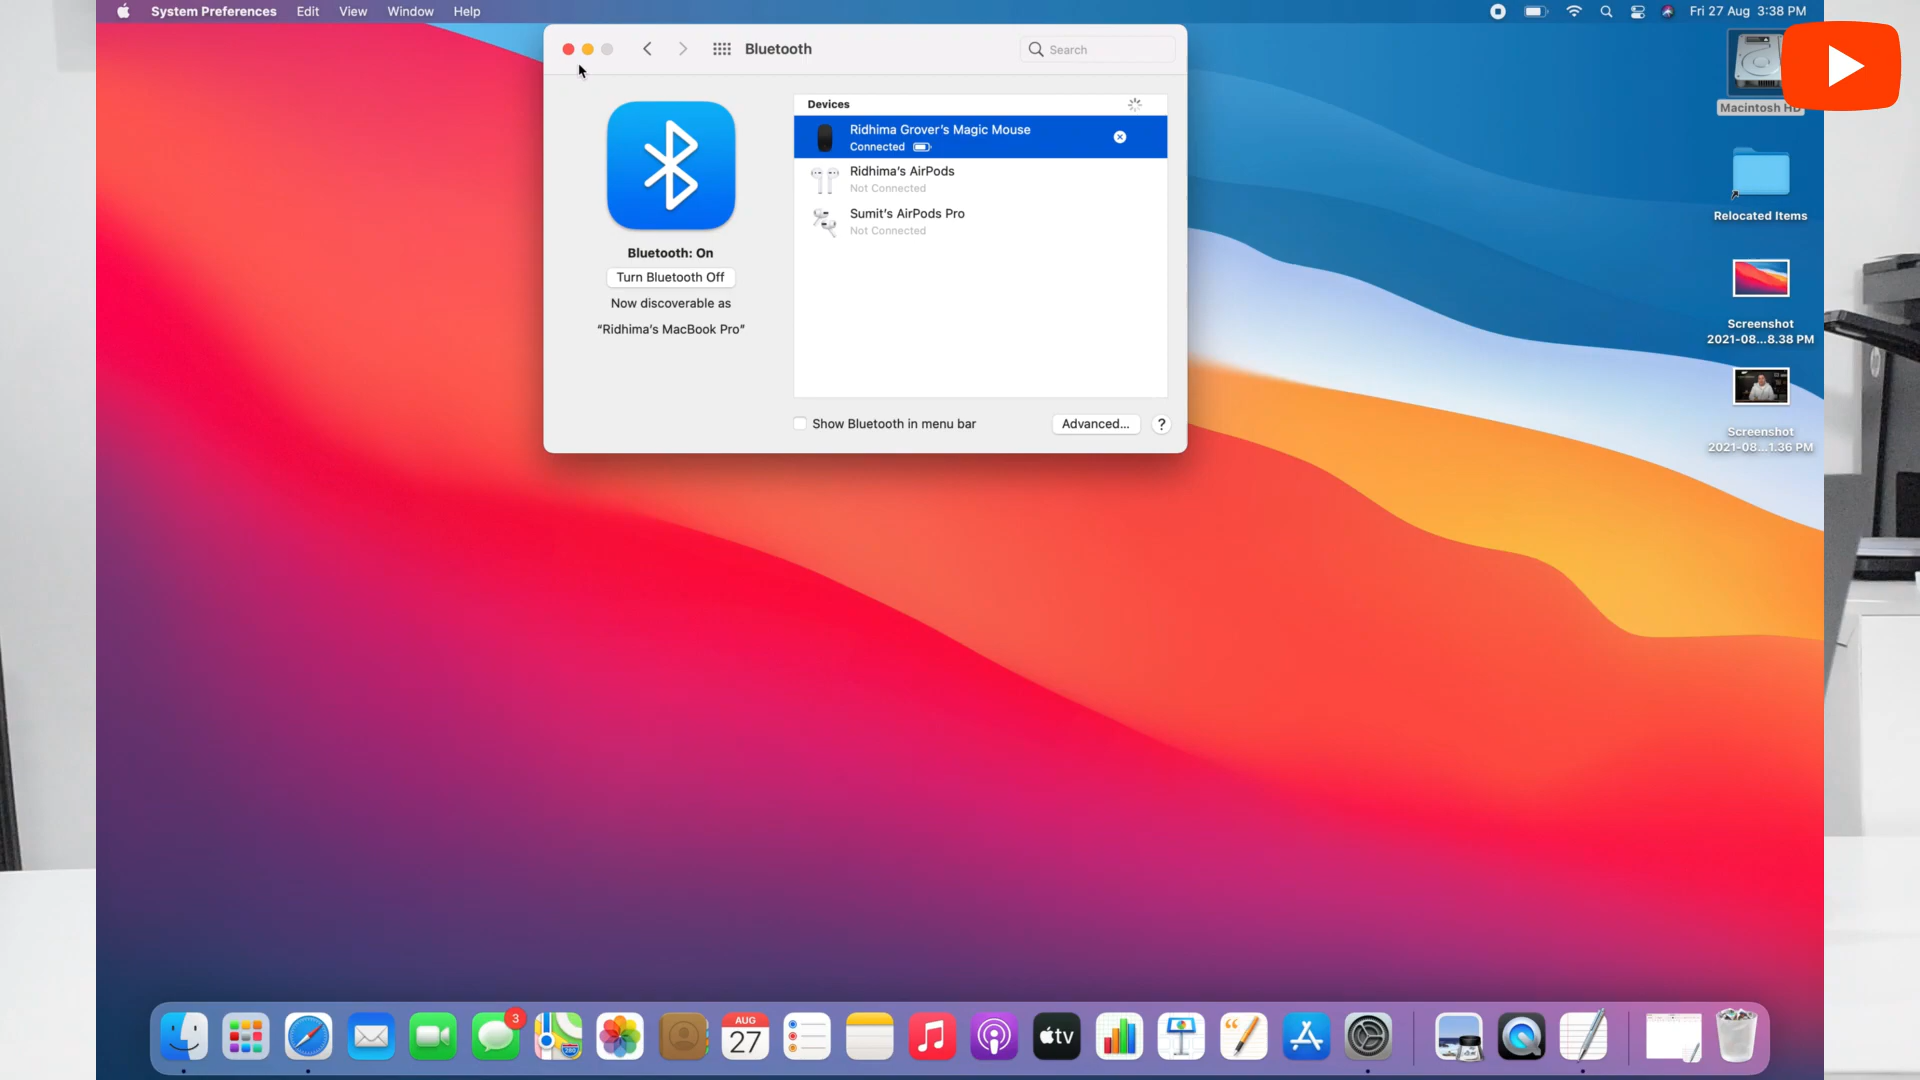 System Preferences Edit View Window Help
Fri 27 Aug 3:38 PM
Bluetooth
Search
Devices
Ridhima Grover's Magic Mouse
Connected
Ridhima's AirPods
Not Connected
Sumit's AirPods Pro
Not Connected
Bluetooth: On
Turn Bluetooth Off
Now discoverable as
“Ridhima's MacBook Pro”
Show Bluetooth in menu bar
Advanced...
?
Macintosh HD
Relocated Items
Screenshot
2021-08...8.38 PM
Screenshot
2021-08...1.36 PM
3
280
AUG
27
tv